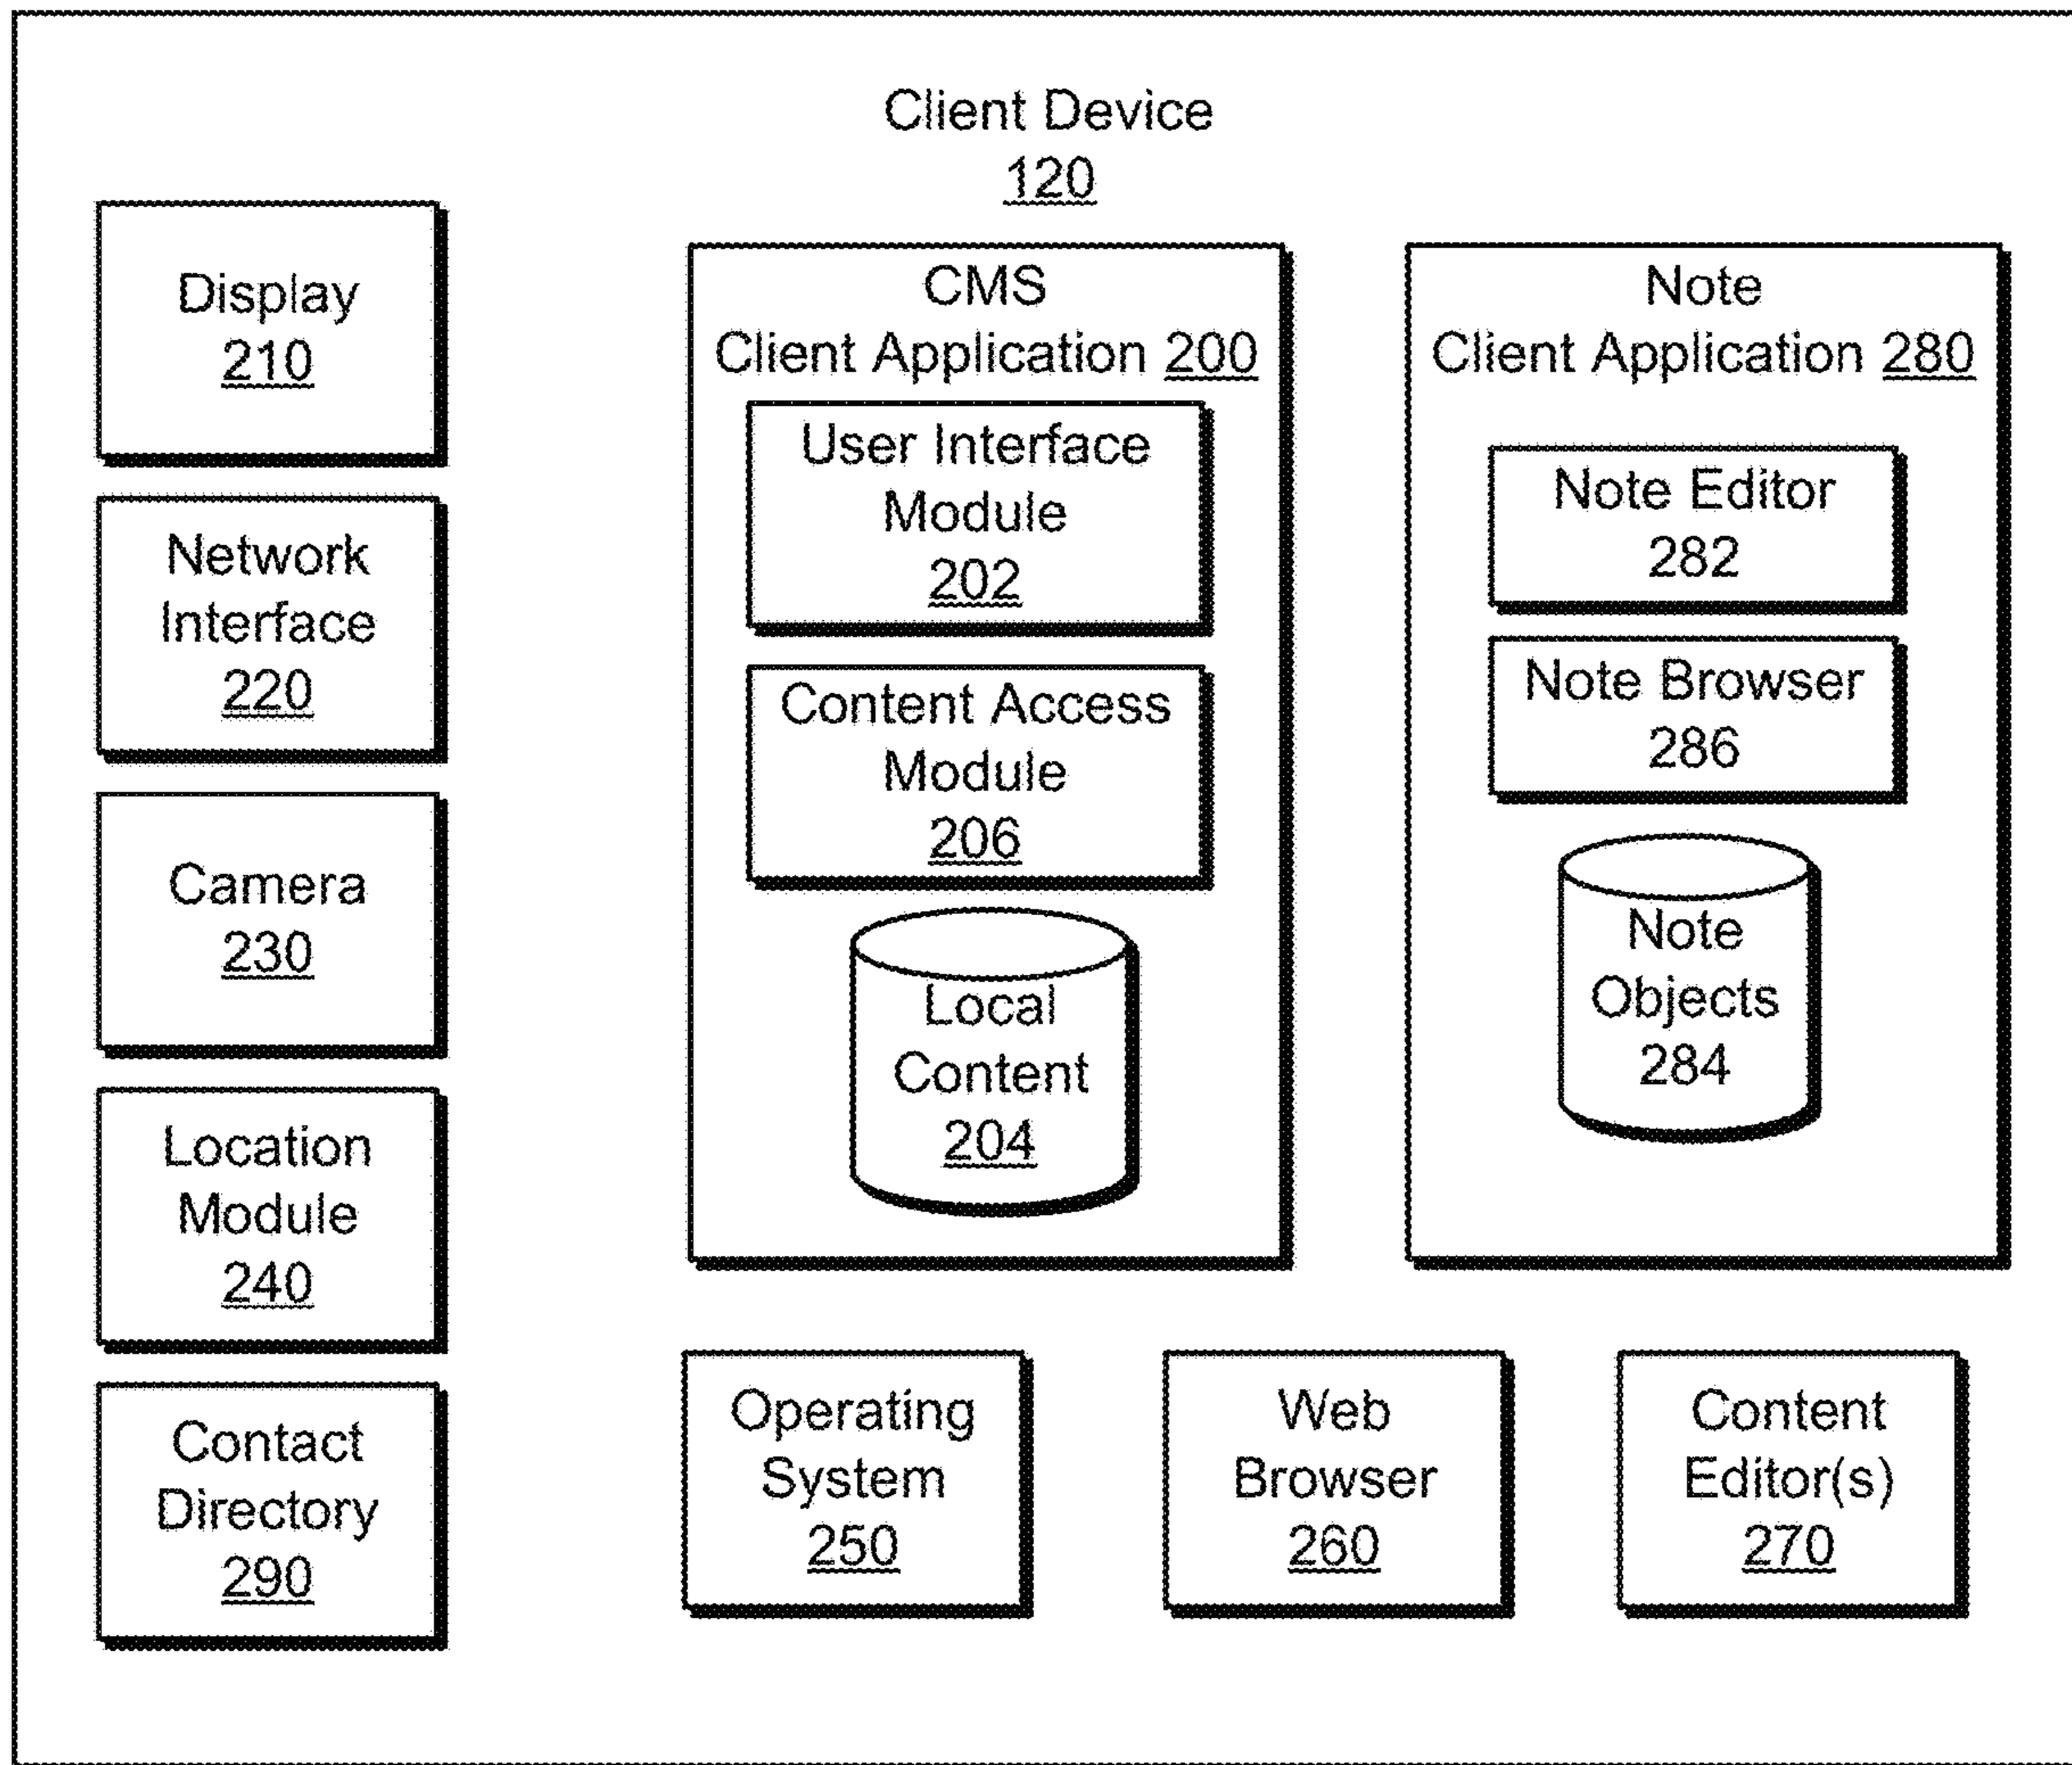 Client Device
120
Display
210
Network
Interface
220
Camera
230
Location
Module
240
Contact
Directory
290
CMS
Client Application 200
User Interface
Module
202
Content Access
Module
206
Local
Content
204
Note
Client Application 280
Note Editor
282
Note Browser
286
Note
Objects
284
Operating
System
250
Web
Browser
260
Content
Editor(s)
270